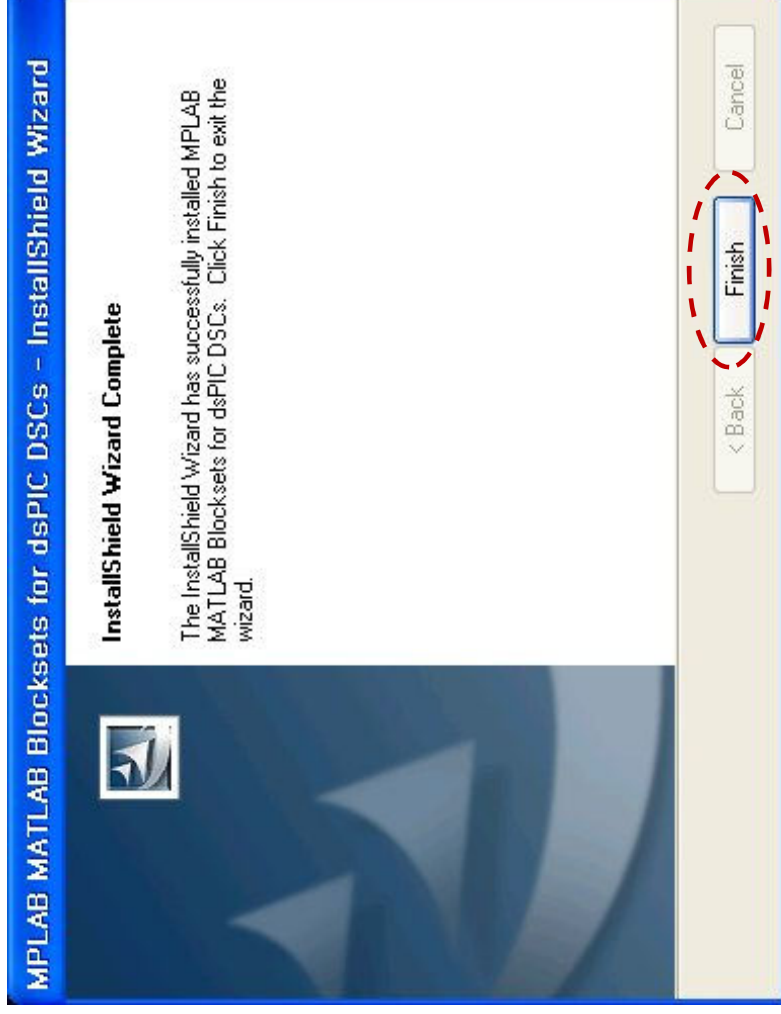 MPLAB MATLAB Blocksets for dsPIC DSCs - InstallShield Wizard
InstallShield Wizard Complete
The InstallShield Wizard has successfully installed MPLAB
MATLAB Blocksets for dsPIC DSCs. Click Finish to exit the
wizard.
< Back
Finish
Cancel